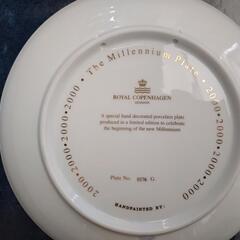 · The Millennium Plate ·
2000·2000·2000
2000·2000·2000
ROYAL COPENHAGEN
DENMARK
A special hand decorated porcelain plate
produced in a limited edition to celebrate
the beginning of the new Millennium
Plate No. G.
HANDPAINTED BY: